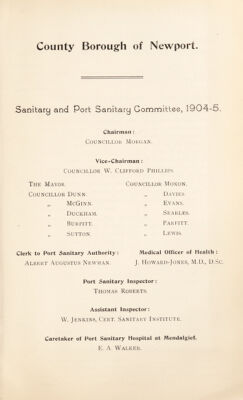 County Borough of Newport.
Sanitary and Port Sanitary Committee, 1904-5.
Chairman:
Councillor Morgan.
Vice-Chairman:
Councillor W. Clifford Phillips
The Mayor. Councillor Moxon.
Councillor Dunn. „ Davies.
„ McGinn. „ Evans.
„ Duckham. „ Searles.
„ Burpitt. „ Parfitt.
„ Sutton. „ Lewis.
Clerk to Port Sanitary Authority: Medical Officer of Health:
Albert Augustus Newman. J. Howard-Jones, M.D., D.Sc.
Port Sanitary Inspector:
Thomas Roberts.
Assistant Inspector:
W. Jenkins, Cert. Sanitary Institute.
Caretaker of Port Sanitary Hospital at Mendalgief.
E. A. Walker.